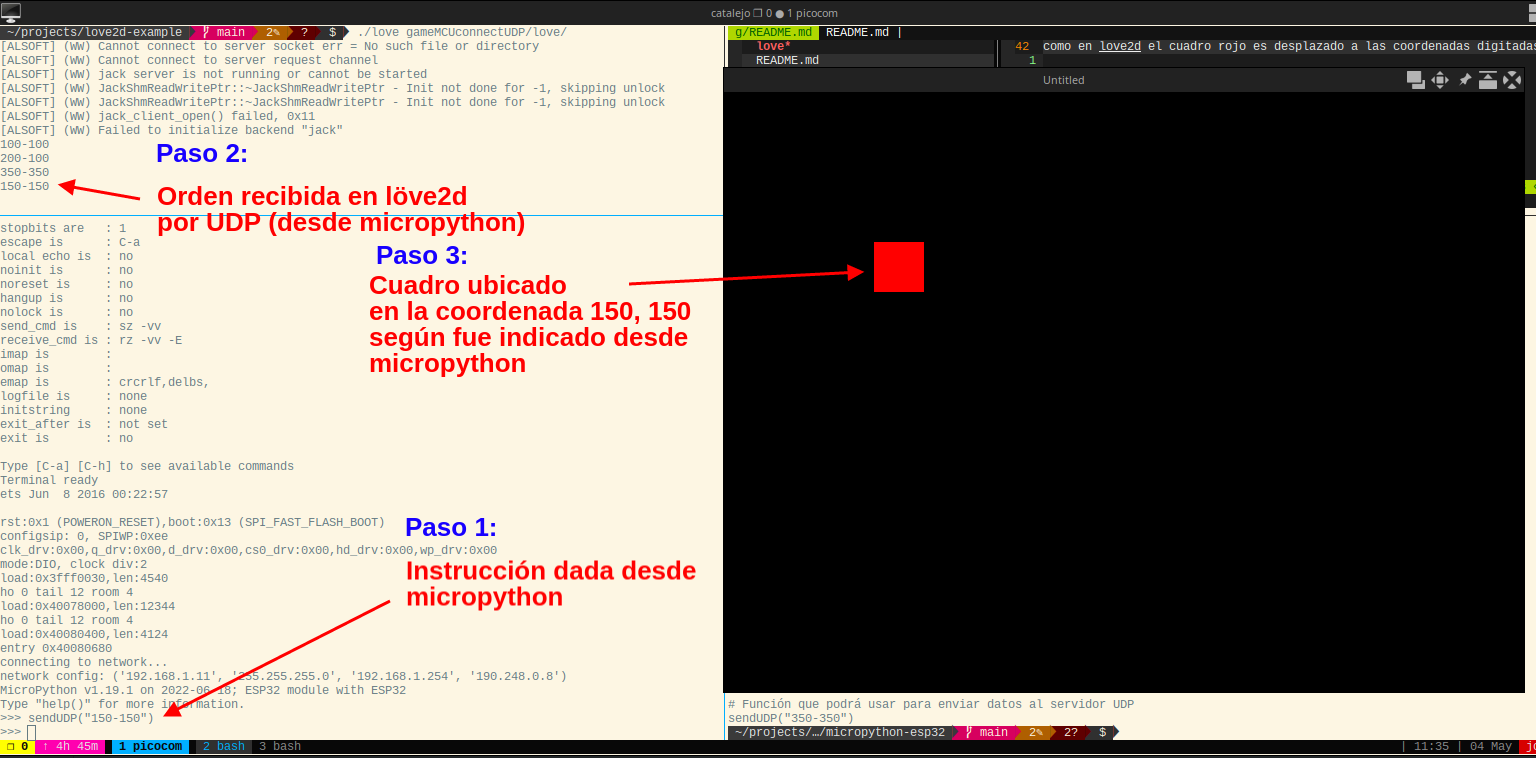 catalejo ❐ 0 ● 1 picocom
~/projects/love2d-example main 2✎ ? $ ./love gameMCUconnectUDP/love/
[ALSOFT] (WW) Cannot connect to server socket err = No such file or directory
[ALSOFT] (WW) Cannot connect to server request channel
[ALSOFT] (WW) jack server is not running or cannot be started
[ALSOFT] (WW) JackShmReadWritePtr::~JackShmReadWritePtr - Init not done for -1, skipping unlock
[ALSOFT] (WW) JackShmReadWritePtr::~JackShmReadWritePtr - Init not done for -1, skipping unlock
[ALSOFT] (WW) jack_client_open() failed, 0x11
[ALSOFT] (WW) Failed to initialize backend "jack"
100-100
200-100
350-350
150-150
Paso 2:
Orden recibida en löve2d
por UDP (desde micropython)
stopbits are : 1
escape is : C-a
local echo is : no
noinit is : no
noreset is : no
hangup is : no
nolock is : no
send_cmd is : sz -vv
receive_cmd is : rz -vv -E
imap is :
omap is :
emap is : crcrlf,delbs,
logfile is : none
initstring : none
exit_after is : not set
exit is : no
Paso 3:
Cuadro ubicado
en la coordenada 150, 150
según fue indicado desde
micropython
Type [C-a] [C-h] to see available commands
Terminal ready
ets Jun 8 2016 00:22:57
rst:0x1 (POWERON_RESET),boot:0x13 (SPI_FAST_FLASH_BOOT)
configsip: 0, SPIWP:0xee
clk_drv:0x00,q_drv:0x00,d_drv:0x00,cs0_drv:0x00,hd_drv:0x00,wp_drv:0x00
mode:DIO, clock div:2
load:0x3fff0030,len:4540
ho 0 tail 12 room 4
load:0x40078000,len:12344
ho 0 tail 12 room 4
load:0x40080400,len:4124
entry 0x40080680
connecting to network...
network config: ('192.168.1.11', '255.255.255.0', '192.168.1.254', '190.248.0.8')
MicroPython v1.19.1 on 2022-06-18; ESP32 module with ESP32
Type "help()" for more information.
>>> sendUDP("150-150")
>>>
Paso 1:
Instrucción dada desde
micropython
g/README.md README.md |
love* 42 como en love2d el cuadro rojo es desplazado a las coordenadas digitadas
README.md 1
Untitled
# Función que podrá usar para enviar datos al servidor UDP
sendUDP("350-350")
~/projects/…/micropython-esp32 main 2✎ 2? $
❐ 0 ↑ 4h 45m 1 picocom 2 bash 3 bash | 11:35 | 04 May